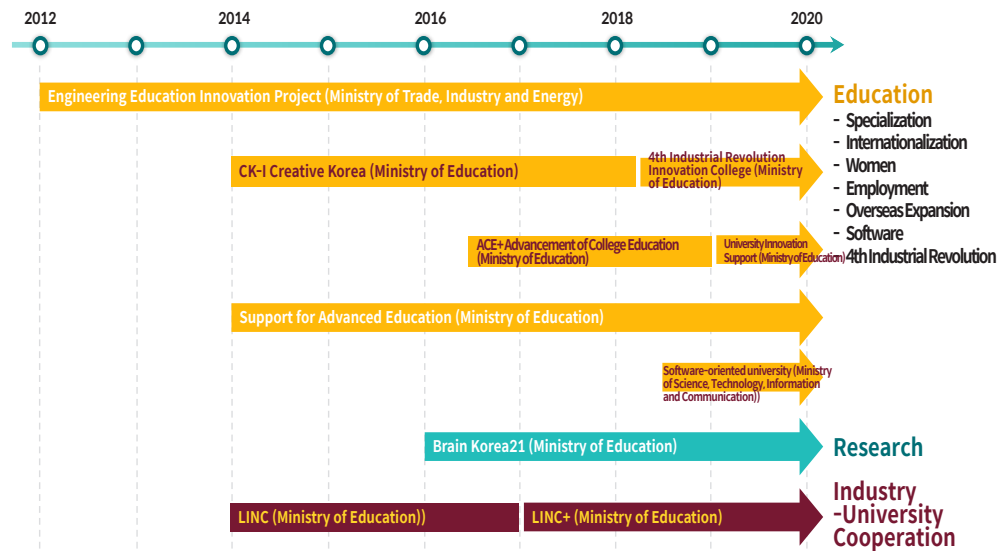 2012 2014 2016 2018 2020
Engineering Education Innovation Project (Ministry of Trade, Industry and Energy)
Education
- Specialization
- Internationalization
- Women
- Employment
- Overseas Expansion
- Software
- 4th Industrial Revolution
CK-I Creative Korea (Ministry of Education)
4th Industrial Revolution
Innovation College (Ministry
of Education)
ACE+ Advancement of College Education
(Ministry of Education)
University Innovation
Support (Ministry of Education)
Support for Advanced Education (Ministry of Education)
Software-oriented university (Ministry
of Science, Technology, Information
and Communication))
Brain Korea21 (Ministry of Education)
Research
LINC (Ministry of Education))
LINC+ (Ministry of Education)
Industry
-University
Cooperation